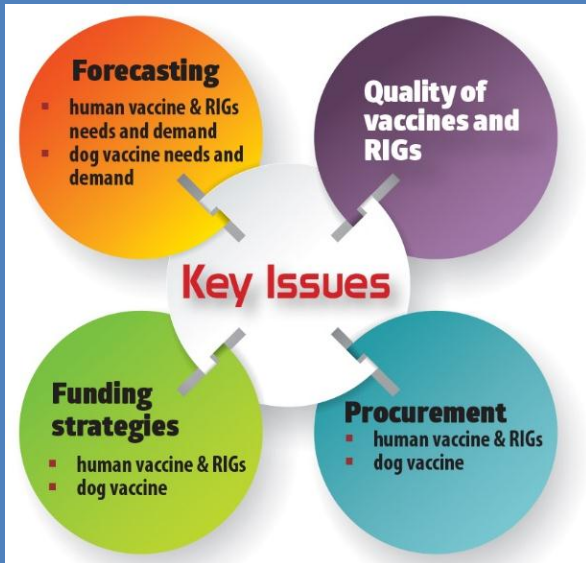 Forecasting
▪ human vaccine & RIGs
needs and demand
▪ dog vaccine needs and
demand
Quality of
vaccines and
RIGs
Key Issues
Funding
strategies
▪ human vaccine & RIGs
▪ dog vaccine
Procurement
▪ human vaccine & RIGs
▪ dog vaccine